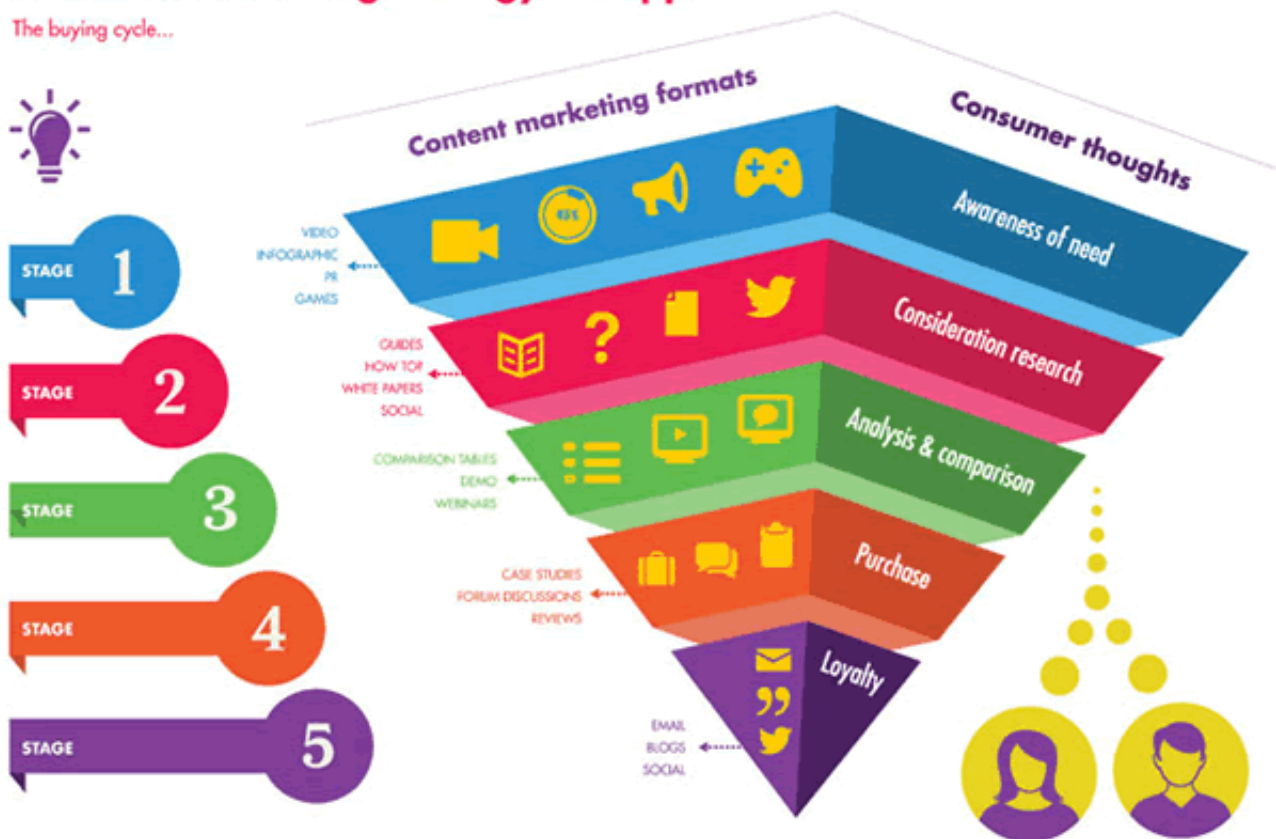 The buying cycle...
Content marketing formats
Consumer thoughts
STAGE 1
VIDEO
INFOGRAPHIC
PR
GAMES
Awareness of need
STAGE 2
GUIDES
HOW TOP
WHITE PAPERS
SOCIAL
Consideration research
STAGE 3
COMPARISON TABLES
DEMO
WEBINARS
Analysis & comparison
STAGE 4
CASE STUDIES
FORUM DISCUSSIONS
REVIEWS
Purchase
STAGE 5
EMAIL
BLOGS
SOCIAL
Loyalty